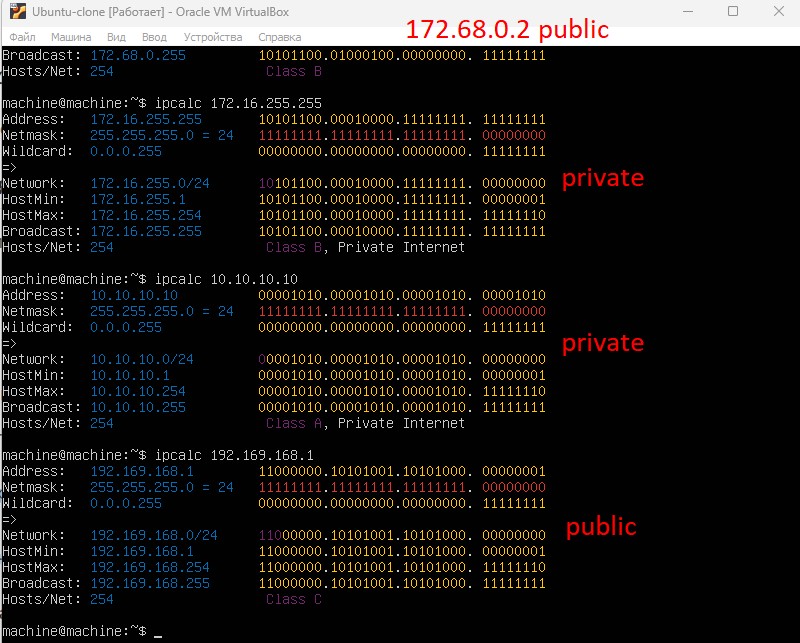 Ubuntu-clone [Работает] - Oracle VM VirtualBox
172.68.0.2 public
Файл Машина Вид Ввод Устройства Справка
Broadcast: 172.68.0.255 10101100.01000100.00000000. 11111111
Hosts/Net: 254 Class B
machine@machine:~$ ipcalc 172.16.255.255
Address: 172.16.255.255 10101100.00010000.11111111. 11111111
Netmask: 255.255.255.0 = 24 11111111.11111111.11111111. 00000000
Wildcard: 0.0.0.255 00000000.00000000.00000000. 11111111
=>
Network: 172.16.255.0/24 10101100.00010000.11111111. 00000000
private
HostMin: 172.16.255.1 10101100.00010000.11111111. 00000001
HostMax: 172.16.255.254 10101100.00010000.11111111. 11111110
Broadcast: 172.16.255.255 10101100.00010000.11111111. 11111111
Hosts/Net: 254 Class B, Private Internet
machine@machine:~$ ipcalc 10.10.10.10
Address: 10.10.10.10 00001010.00001010.00001010. 00001010
Netmask: 255.255.255.0 = 24 11111111.11111111.11111111. 00000000
Wildcard: 0.0.0.255 00000000.00000000.00000000. 11111111
=>
private
Network: 10.10.10.0/24 00001010.00001010.00001010. 00000000
HostMin: 10.10.10.1 00001010.00001010.00001010. 00000001
HostMax: 10.10.10.254 00001010.00001010.00001010. 11111110
Broadcast: 10.10.10.255 00001010.00001010.00001010. 11111111
Hosts/Net: 254 Class A, Private Internet
machine@machine:~$ ipcalc 192.169.168.1
Address: 192.169.168.1 11000000.10101001.10101000. 00000001
Netmask: 255.255.255.0 = 24 11111111.11111111.11111111. 00000000
Wildcard: 0.0.0.255 00000000.00000000.00000000. 11111111
=>
public
Network: 192.169.168.0/24 11000000.10101001.10101000. 00000000
HostMin: 192.169.168.1 11000000.10101001.10101000. 00000001
HostMax: 192.169.168.254 11000000.10101001.10101000. 11111110
Broadcast: 192.169.168.255 11000000.10101001.10101000. 11111111
Hosts/Net: 254 Class C
machine@machine:~$ _